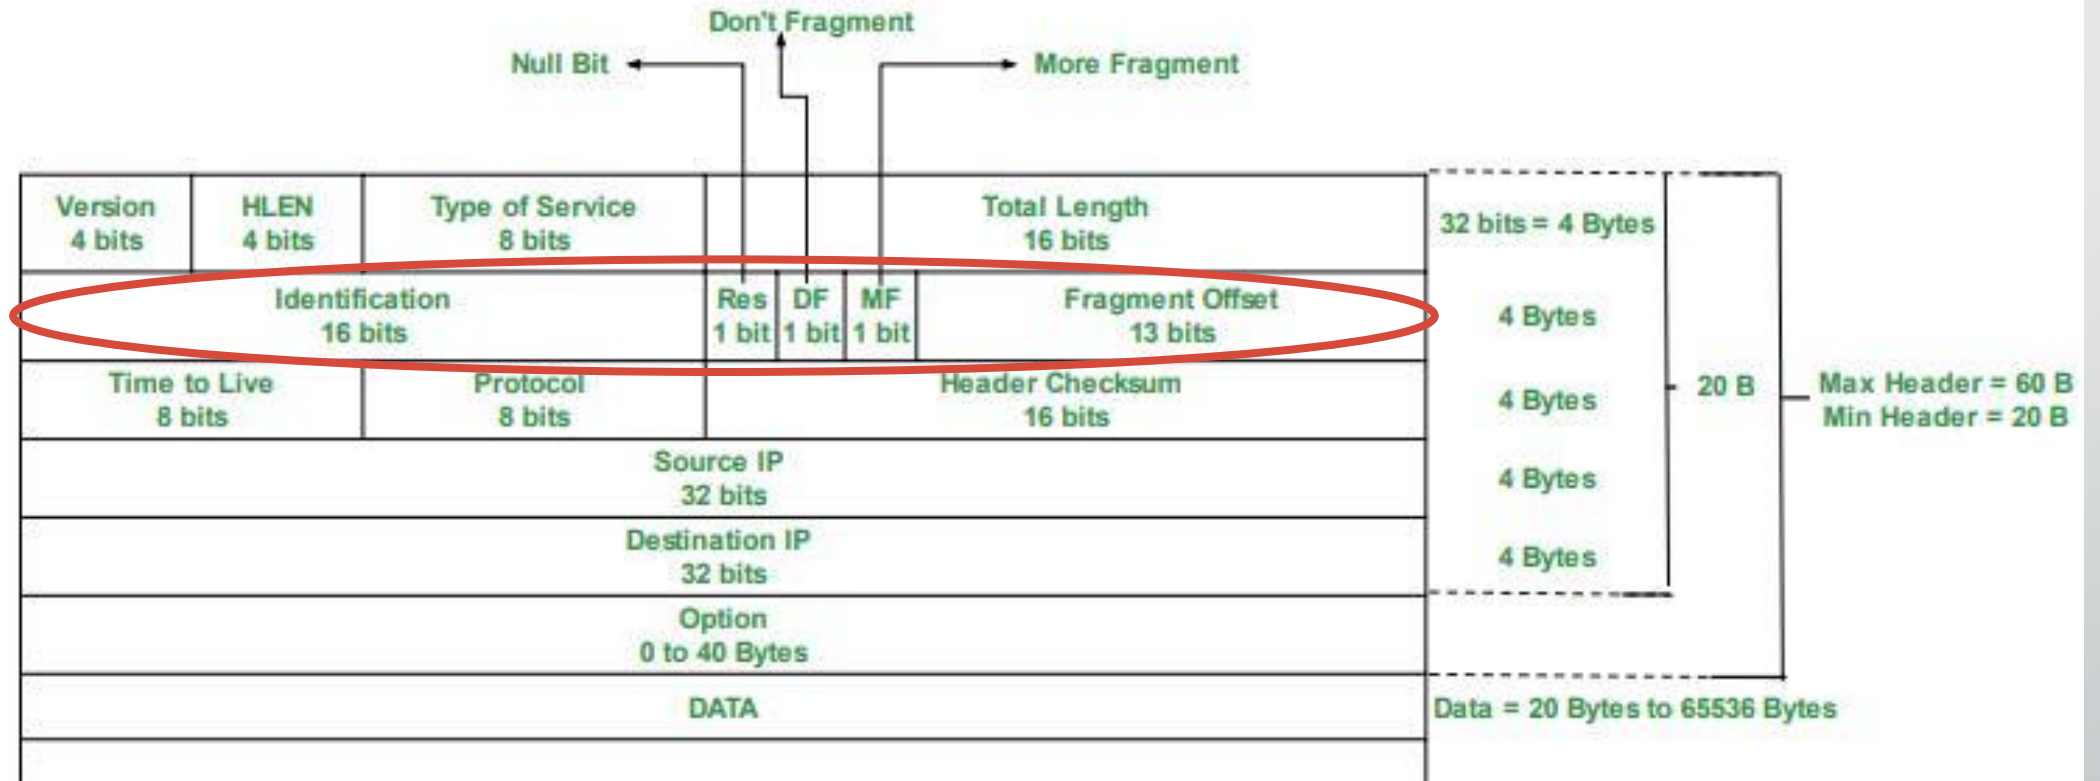 Don't Fragment
Null Bit
More Fragment
Version
4 bits
HLEN
4 bits
Type of Service
8 bits
Total Length
16 bits
32 bits = 4 Bytes
Identification
16 bits
Res
1 bit
DF
1 bit
MF
1 bit
Fragment Offset
13 bits
4 Bytes
Time to Live
8 bits
Protocol
8 bits
Header Checksum
16 bits
4 Bytes
20 B
Max Header = 60 B
Min Header = 20 B
Source IP
32 bits
4 Bytes
Destination IP
32 bits
4 Bytes
Option
0 to 40 Bytes
DATA
Data = 20 Bytes to 65536 Bytes